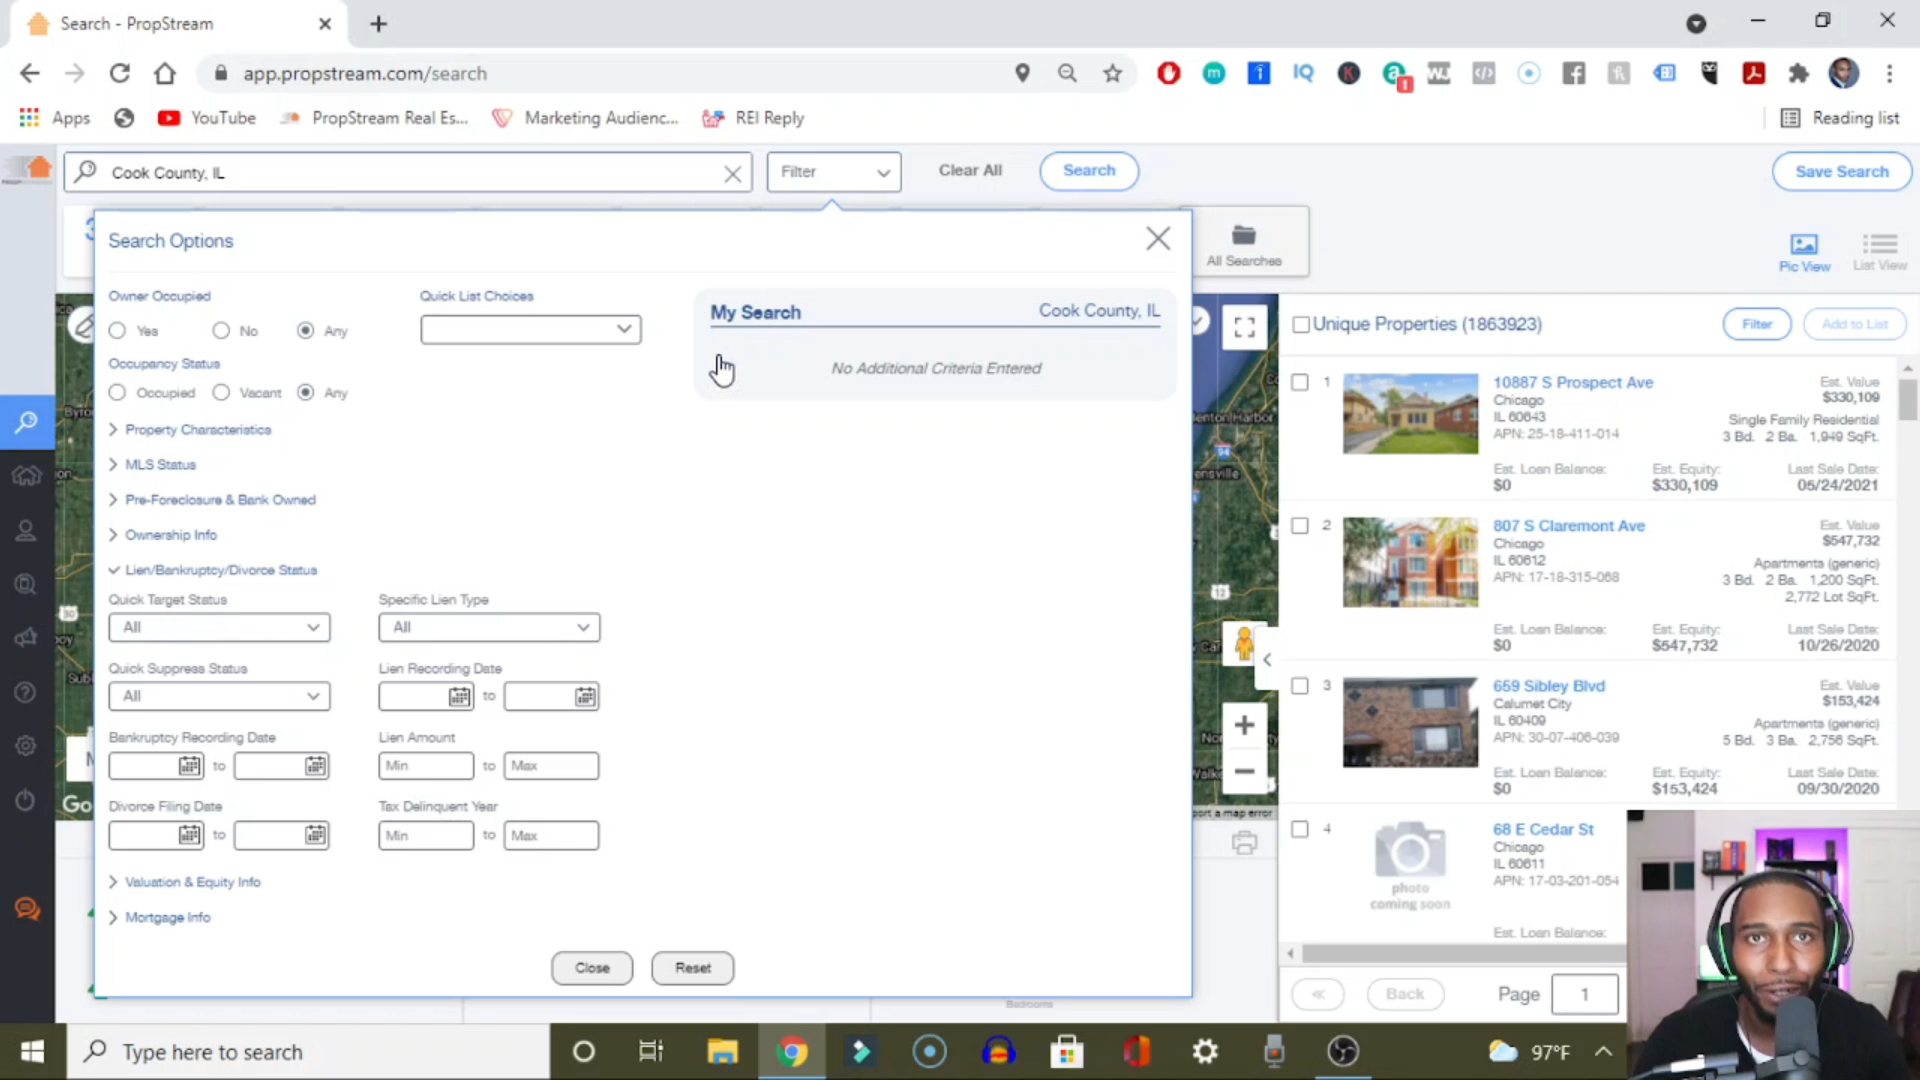 Search - PropStream
app.propstream.com/search
Apps
YouTube
PropStream Real Es...
Marketing Audienc...
REI Reply
Reading list
Cook County, IL
Filter
Clear All
Search
Save Search
Search Options
All Searches
Pic View
List View
Owner Occupied
Yes
No
Any
Quick List Choices
My Search
Cook County, IL
No Additional Criteria Entered
Occupancy Status
Occupied
Vacant
Any
Property Characteristics
MLS Status
Pre-Foreclosure & Bank Owned
Ownership Info
Lien/Bankruptcy/Divorce Status
Quick Target Status
Specific Lien Type
All
All
Quick Suppress Status
Lien Recording Date
All
to
Bankruptcy Recording Date
Lien Amount
to
Min
to
Max
Divorce Filing Date
Tax Delinquent Year
to
Min
to
Max
Valuation & Equity Info
Mortgage Info
Close
Reset
Unique Properties (1863923)
Filter
Add to List
1
10887 S Prospect Ave
Chicago
IL 60643
APN: 25-18-411-014
Est. Value
$330,109
Single Family Residential
3 Bd. 2 Ba. 1,949 SqFt.
Est. Loan Balance:
$0
Est. Equity:
$330,109
Last Sale Date:
05/24/2021
2
807 S Claremont Ave
Chicago
IL 60612
APN: 17-18-315-068
Est. Value
$547,732
Apartments (generic)
3 Bd. 2 Ba. 1,200 SqFt.
2,772 Lot SqFt.
Est. Loan Balance:
$0
Est. Equity:
$547,732
Last Sale Date:
10/26/2020
3
659 Sibley Blvd
Calumet City
IL 60409
APN: 30-07-406-039
Est. Value
$153,424
Apartments (generic)
5 Bd. 3 Ba. 2,756 SqFt.
Est. Loan Balance:
$0
Est. Equity:
$153,424
Last Sale Date:
09/30/2020
4
photo
coming soon
68 E Cedar St
Chicago
IL 60611
APN: 17-03-201-054
Est. Loan Balance:
Back
Page
1
Bedrooms
Type here to search
97°F